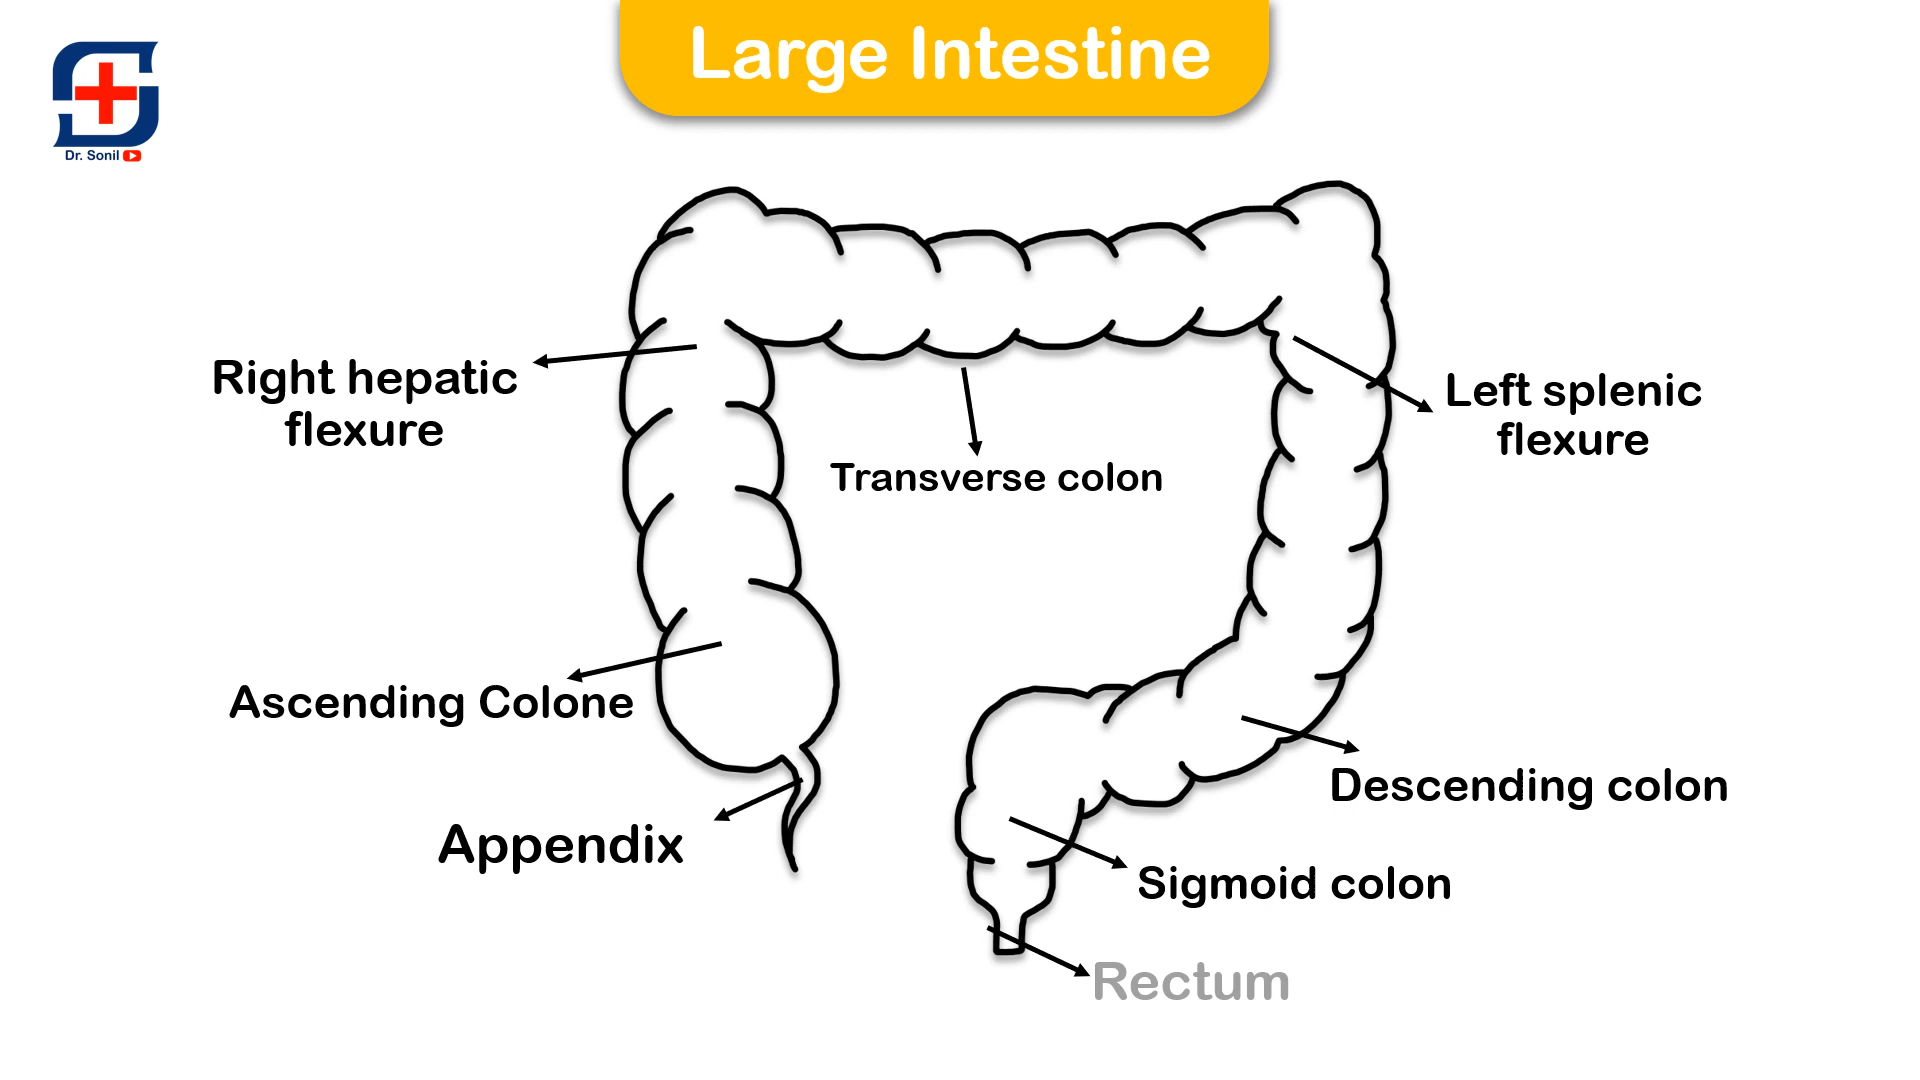 Large Intestine
Dr. Sonil
Right hepatic
flexure
Left splenic
flexure
Transverse colon
Ascending Colone
Descending colon
Appendix
Sigmoid colon
Rectum